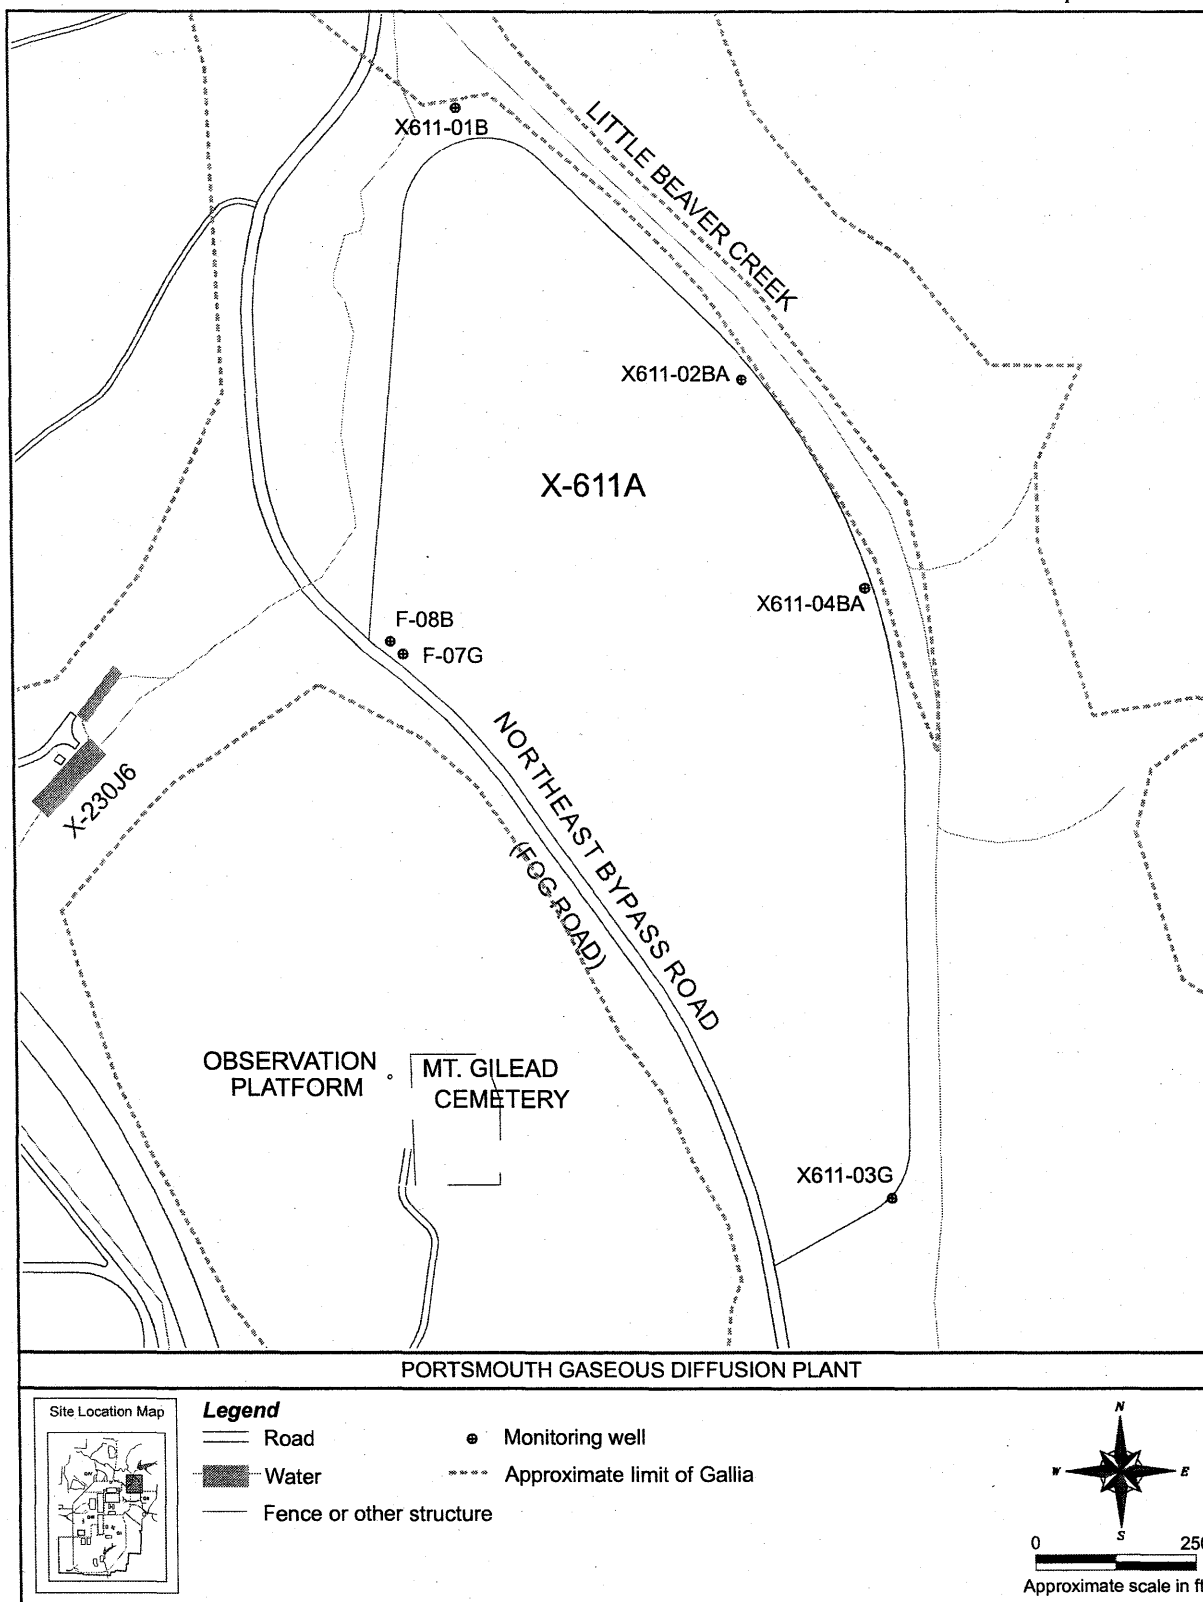 X611-01B
LITTLE BEAVER CREEK
X611-02BA
X-611A
X611-04BA
F-08B
F-07G
NORTHEAST BYPASS ROAD
(FOG ROAD)
X-230J6
OBSERVATION
PLATFORM
MT. GILEAD
CEMETERY
X611-03G
PORTSMOUTH GASEOUS DIFFUSION PLANT
Site Location Map
Legend
Road
Water
Fence or other structure
Monitoring well
Approximate limit of Gallia
N
W
E
S
0
Approximate scale in ft